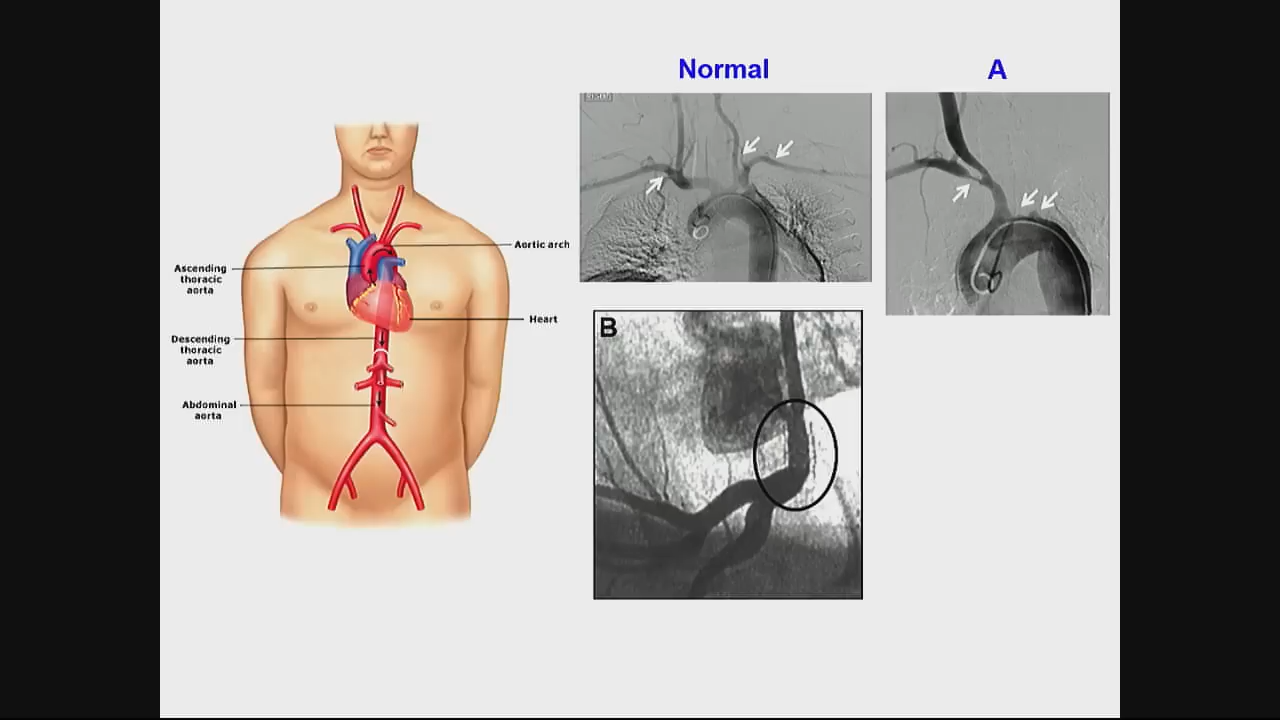 Normal
A
Aortic arch
Ascending
thoracic
aorta
Heart
Descending
thoracic
aorta
Abdominal
aorta
B